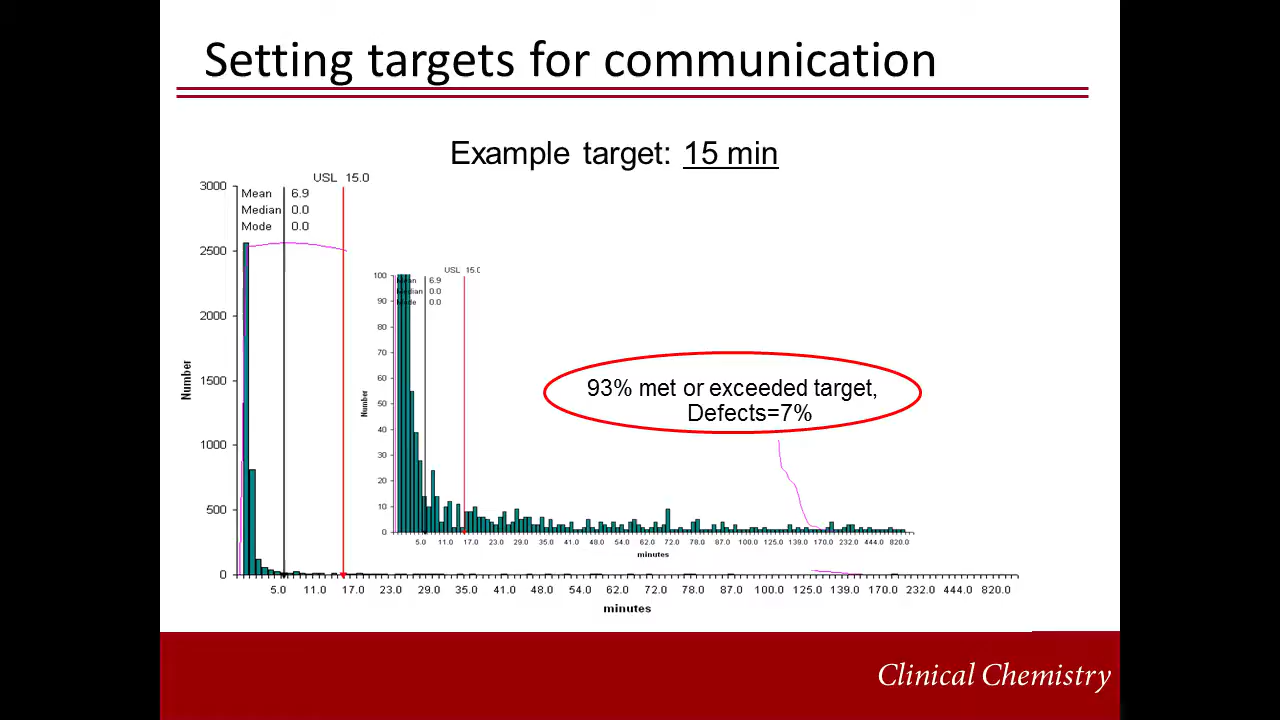 Setting targets for communication
Example target: 15 min
USL 15.0
Mean 6.9
Median 0.0
Mode 0.0
3000
2500
2000
1500
1000
500
0
Number
5.0 11.0 17.0 23.0 29.0 35.0 41.0 48.0 54.0 62.0 72.0 78.0 87.0 100.0 125.0 139.0 170.0 232.0 444.0 820.0
minutes
USL 15.0
Mean 6.9
Median 0.0
Mode 0.0
100
90
80
70
60
50
40
30
20
10
0
Number
5.0 11.0 17.0 23.0 29.0 35.0 41.0 48.0 54.0 62.0 72.0 78.0 87.0 100.0 125.0 139.0 170.0 232.0 444.0 820.0
minutes
93% met or exceeded target,
Defects=7%
Clinical Chemistry